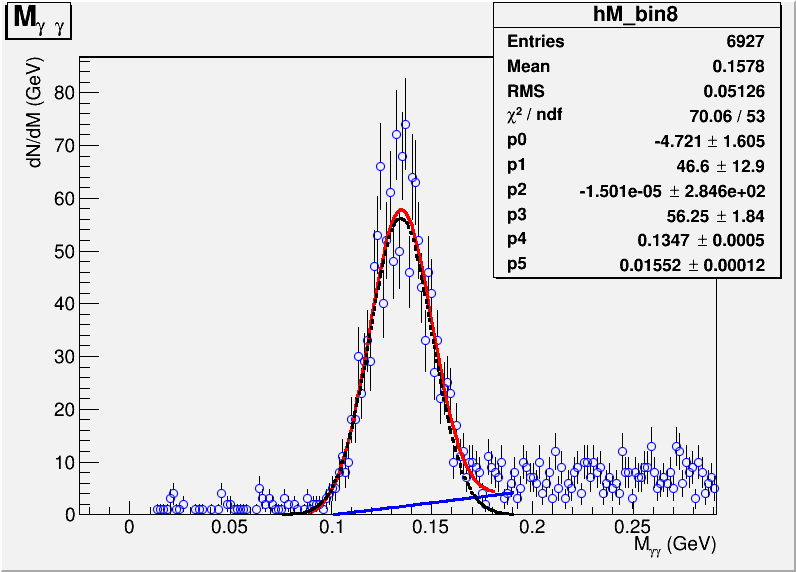 Mγ γ
hM_bin8
Entries 6927
Mean 0.1578
RMS 0.05126
χ² / ndf 70.06 / 53
p0 -4.721 ± 1.605
p1 46.6 ± 12.9
p2 -1.501e-05 ± 2.846e+02
p3 56.25 ± 1.84
p4 0.1347 ± 0.0005
p5 0.01552 ± 0.00012
dN/dM (GeV)
80
70
60
50
40
30
20
10
0
0 0.05 0.1 0.15 0.2 0.25
Mγγ (GeV)